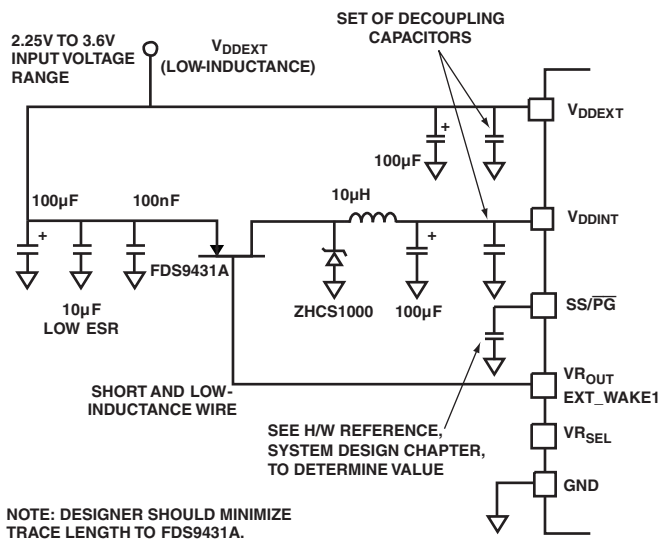 SET OF DECOUPLING
CAPACITORS
2.25V TO 3.6V
INPUT VOLTAGE
RANGE
VDDEXT
(LOW-INDUCTANCE)
VDDEXT
+
100µF
100µF
100nF
10µH
VDDINT
+
+
FDS9431A
10µF
LOW ESR
ZHCS1000
100µF
SS/PG
SHORT AND LOW-
INDUCTANCE WIRE
VROUT
EXT_WAKE1
SEE H/W REFERENCE,
SYSTEM DESIGN CHAPTER,
TO DETERMINE VALUE
VRSEL
GND
NOTE: DESIGNER SHOULD MINIMIZE
TRACE LENGTH TO FDS9431A.